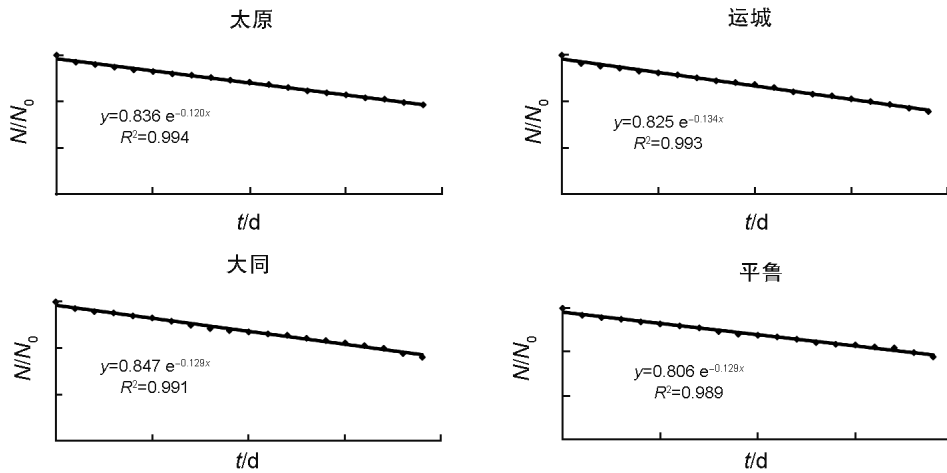 太原
N/N₀
y=0.836 e⁻⁰·¹²⁰ˣ
R²=0.994
t/d
运城
N/N₀
y=0.825 e⁻⁰·¹³⁴ˣ
R²=0.993
t/d
大同
N/N₀
y=0.847 e⁻⁰·¹²⁹ˣ
R²=0.991
t/d
平鲁
N/N₀
y=0.806 e⁻⁰·¹²⁹ˣ
R²=0.989
t/d